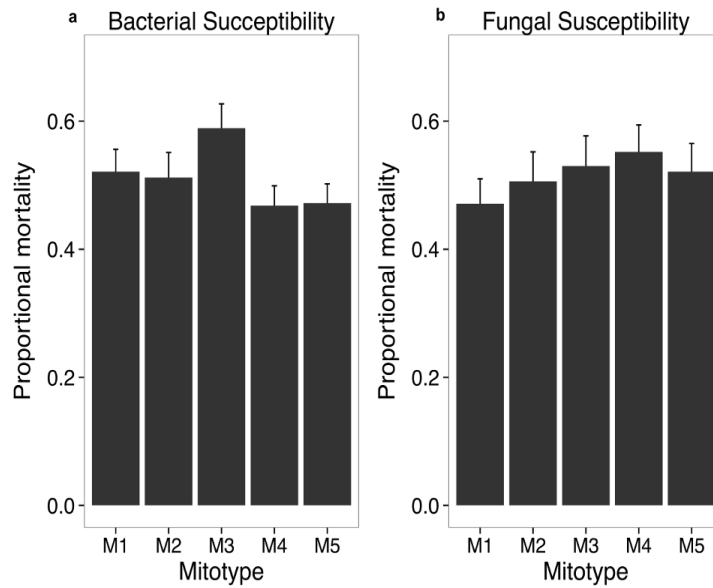 a Bacterial Succeptibility
Proportional mortality
0.6
0.4
0.2
0.0
M1 M2 M3 M4 M5
Mitotype
b Fungal Susceptibility
Proportional mortality
0.6
0.4
0.2
0.0
M1 M2 M3 M4 M5
Mitotype